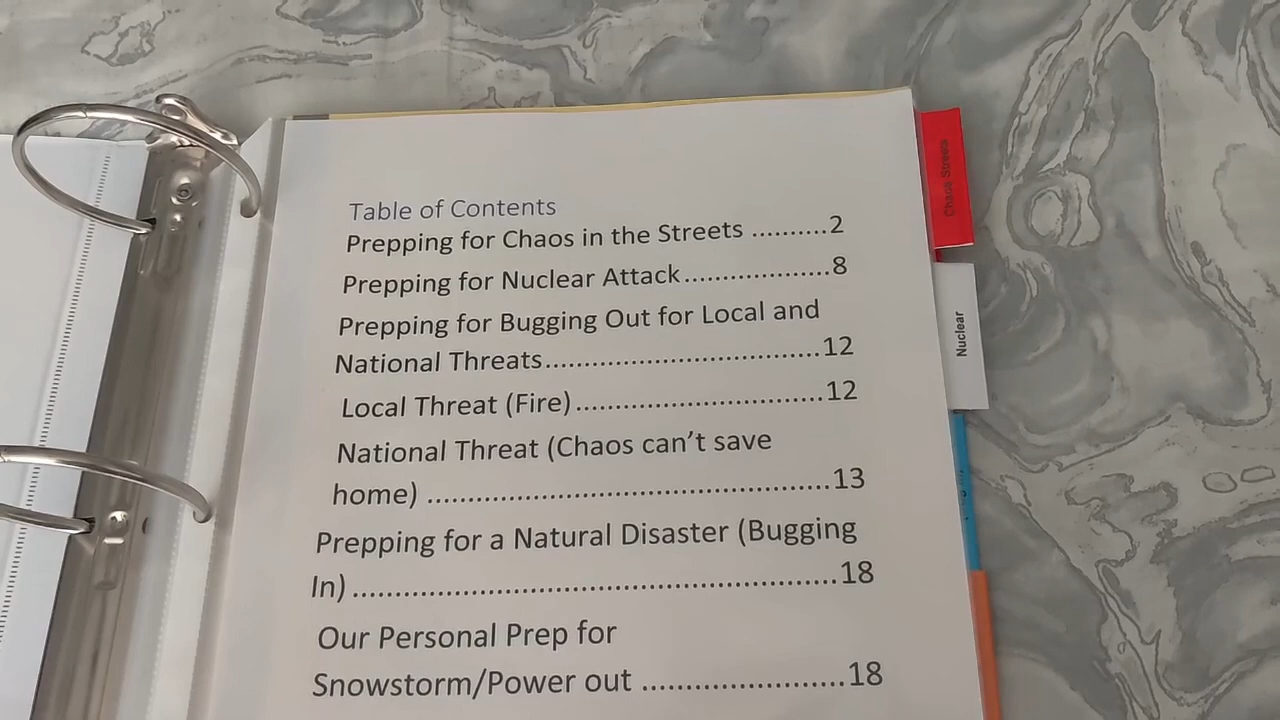 Table of Contents
Prepping for Chaos in the Streets ..........2
Prepping for Nuclear Attack...................8
Prepping for Bugging Out for Local and
National Threats....................................12
Local Threat (Fire)................................12
National Threat (Chaos can't save
home) .....................................................13
Prepping for a Natural Disaster (Bugging
In)...............................................................18
Our Personal Prep for
Snowstorm/Power out ........................18
Chaos Streets
Nuclear